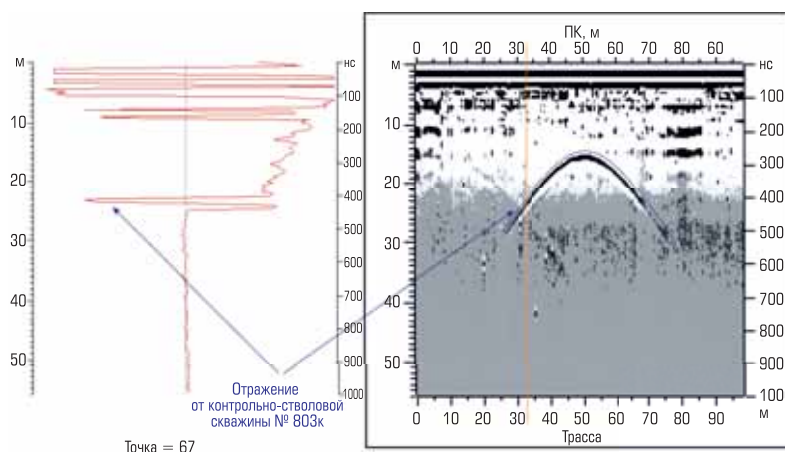 ПК, м
0 10 20 30 40 50 60 70 80 60
м
нс
м
нс
100
100
10
200
10
200
300
300
20
400
20
400
500
500
30
30
600
600
700
700
40
40
800
800
50
900
50
900
1000
1000
0 10 20 30 40 50 60 70 80 90
м
Трасса
Отражение
от контрольно-стволовой
скважины № 803к
Точка = 67